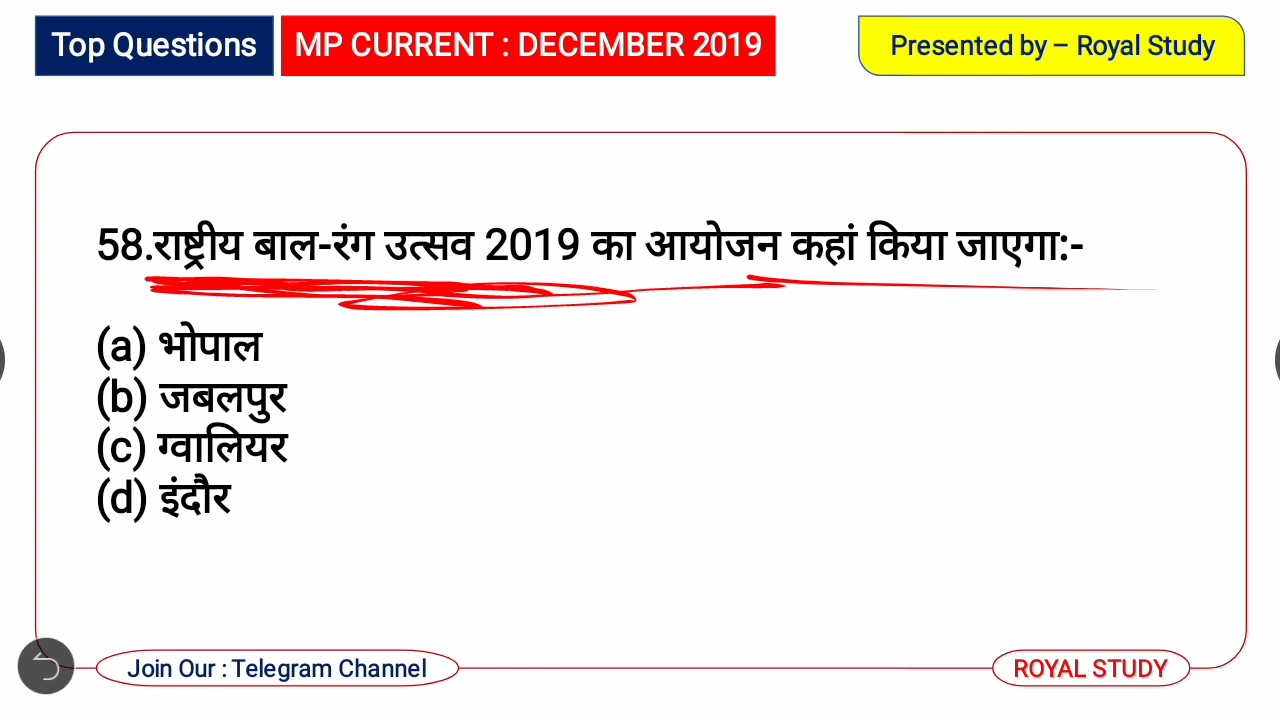 Top Questions
MP CURRENT : DECEMBER 2019
Presented by – Royal Study
58.राष्ट्रीय बाल-रंग उत्सव 2019 का आयोजन कहां किया जाएगा:-
(a) भोपाल
(b) जबलपुर
(c) ग्वालियर
(d) इंदौर
Join Our : Telegram Channel
ROYAL STUDY